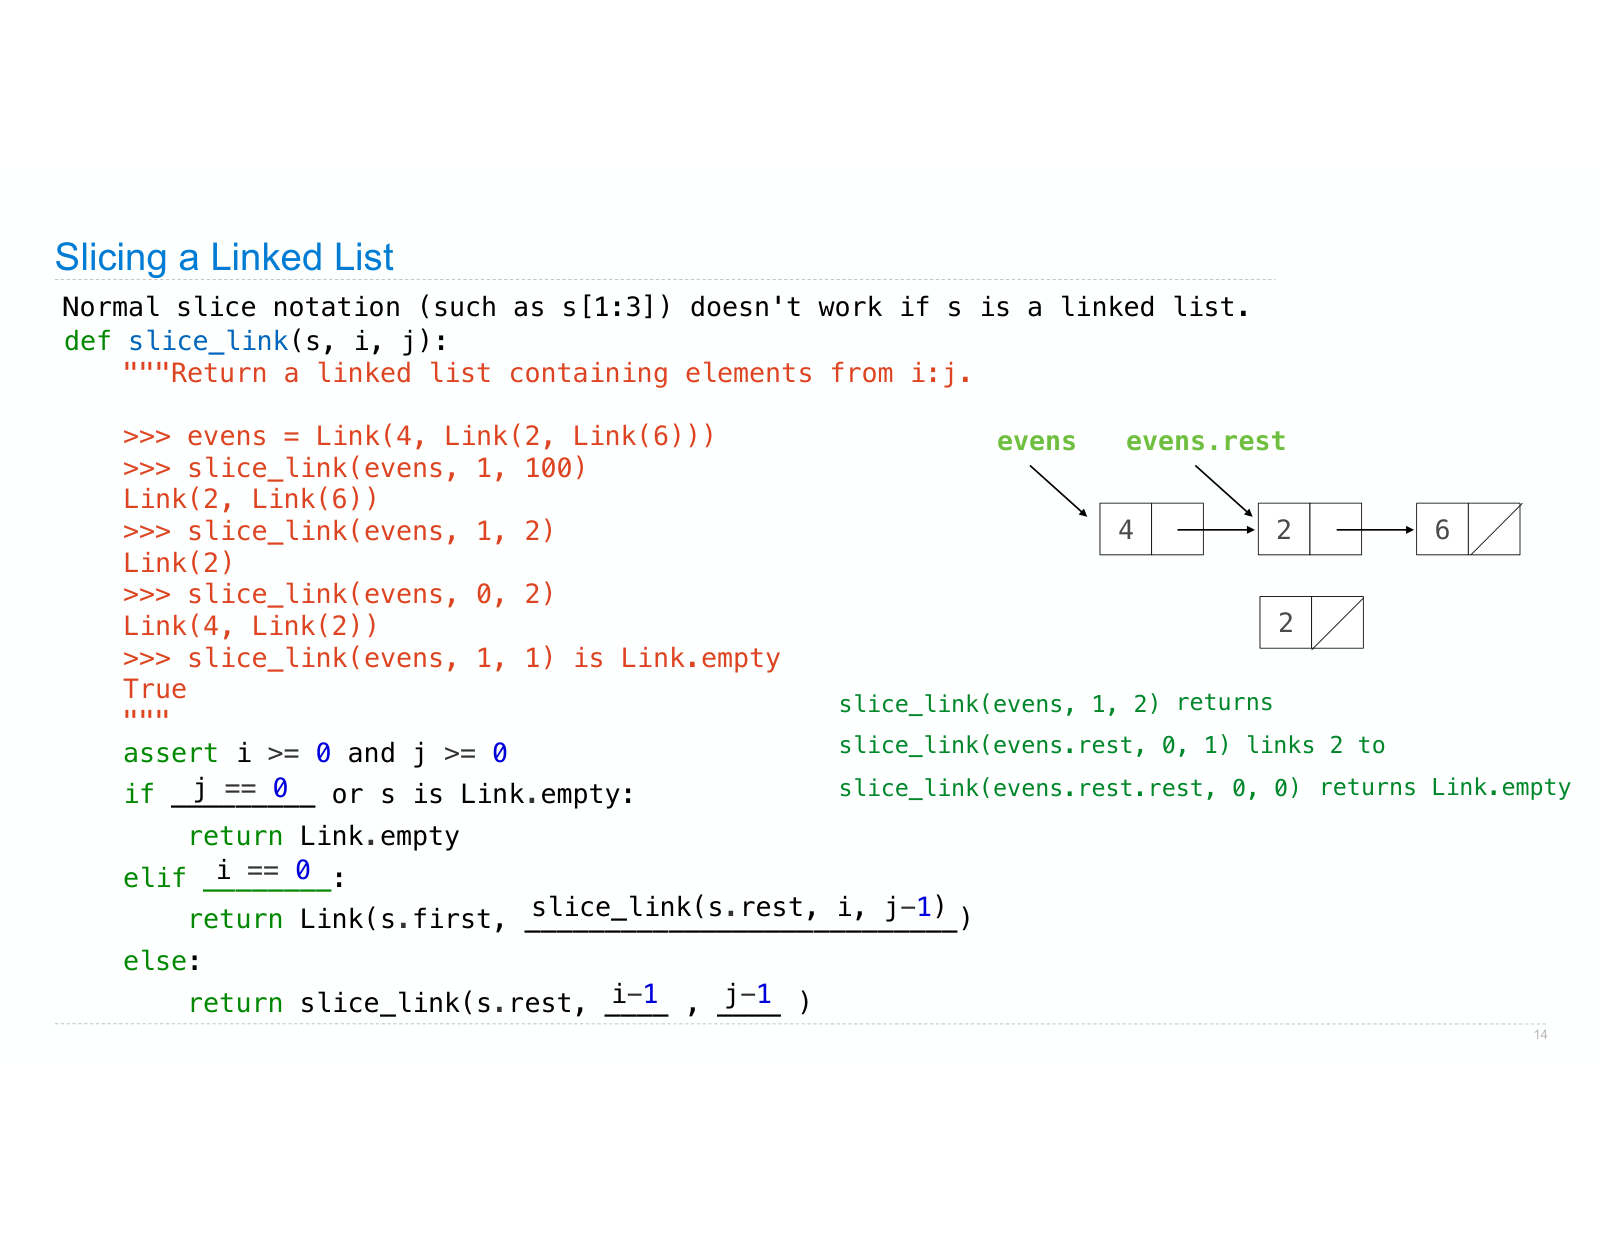 Slicing a Linked List
Normal slice notation (such as s[1:3]) doesn't work if s is a linked list.
def slice_link(s, i, j):
"""Return a linked list containing elements from i:j.
>>> evens = Link(4, Link(2, Link(6)))
>>> slice_link(evens, 1, 100)
Link(2, Link(6))
>>> slice_link(evens, 1, 2)
Link(2)
>>> slice_link(evens, 0, 2)
Link(4, Link(2))
>>> slice_link(evens, 1, 1) is Link.empty
True
"""
assert i >= 0 and j >= 0
if j == 0 or s is Link.empty:
return Link.empty
elif i == 0:
return Link(s.first, slice_link(s.rest, i, j-1))
else:
return slice_link(s.rest, i-1 , j-1 )
evens evens.rest
4 2 6
2
slice_link(evens, 1, 2) returns
slice_link(evens.rest, 0, 1) links 2 to
slice_link(evens.rest.rest, 0, 0) returns Link.empty
14